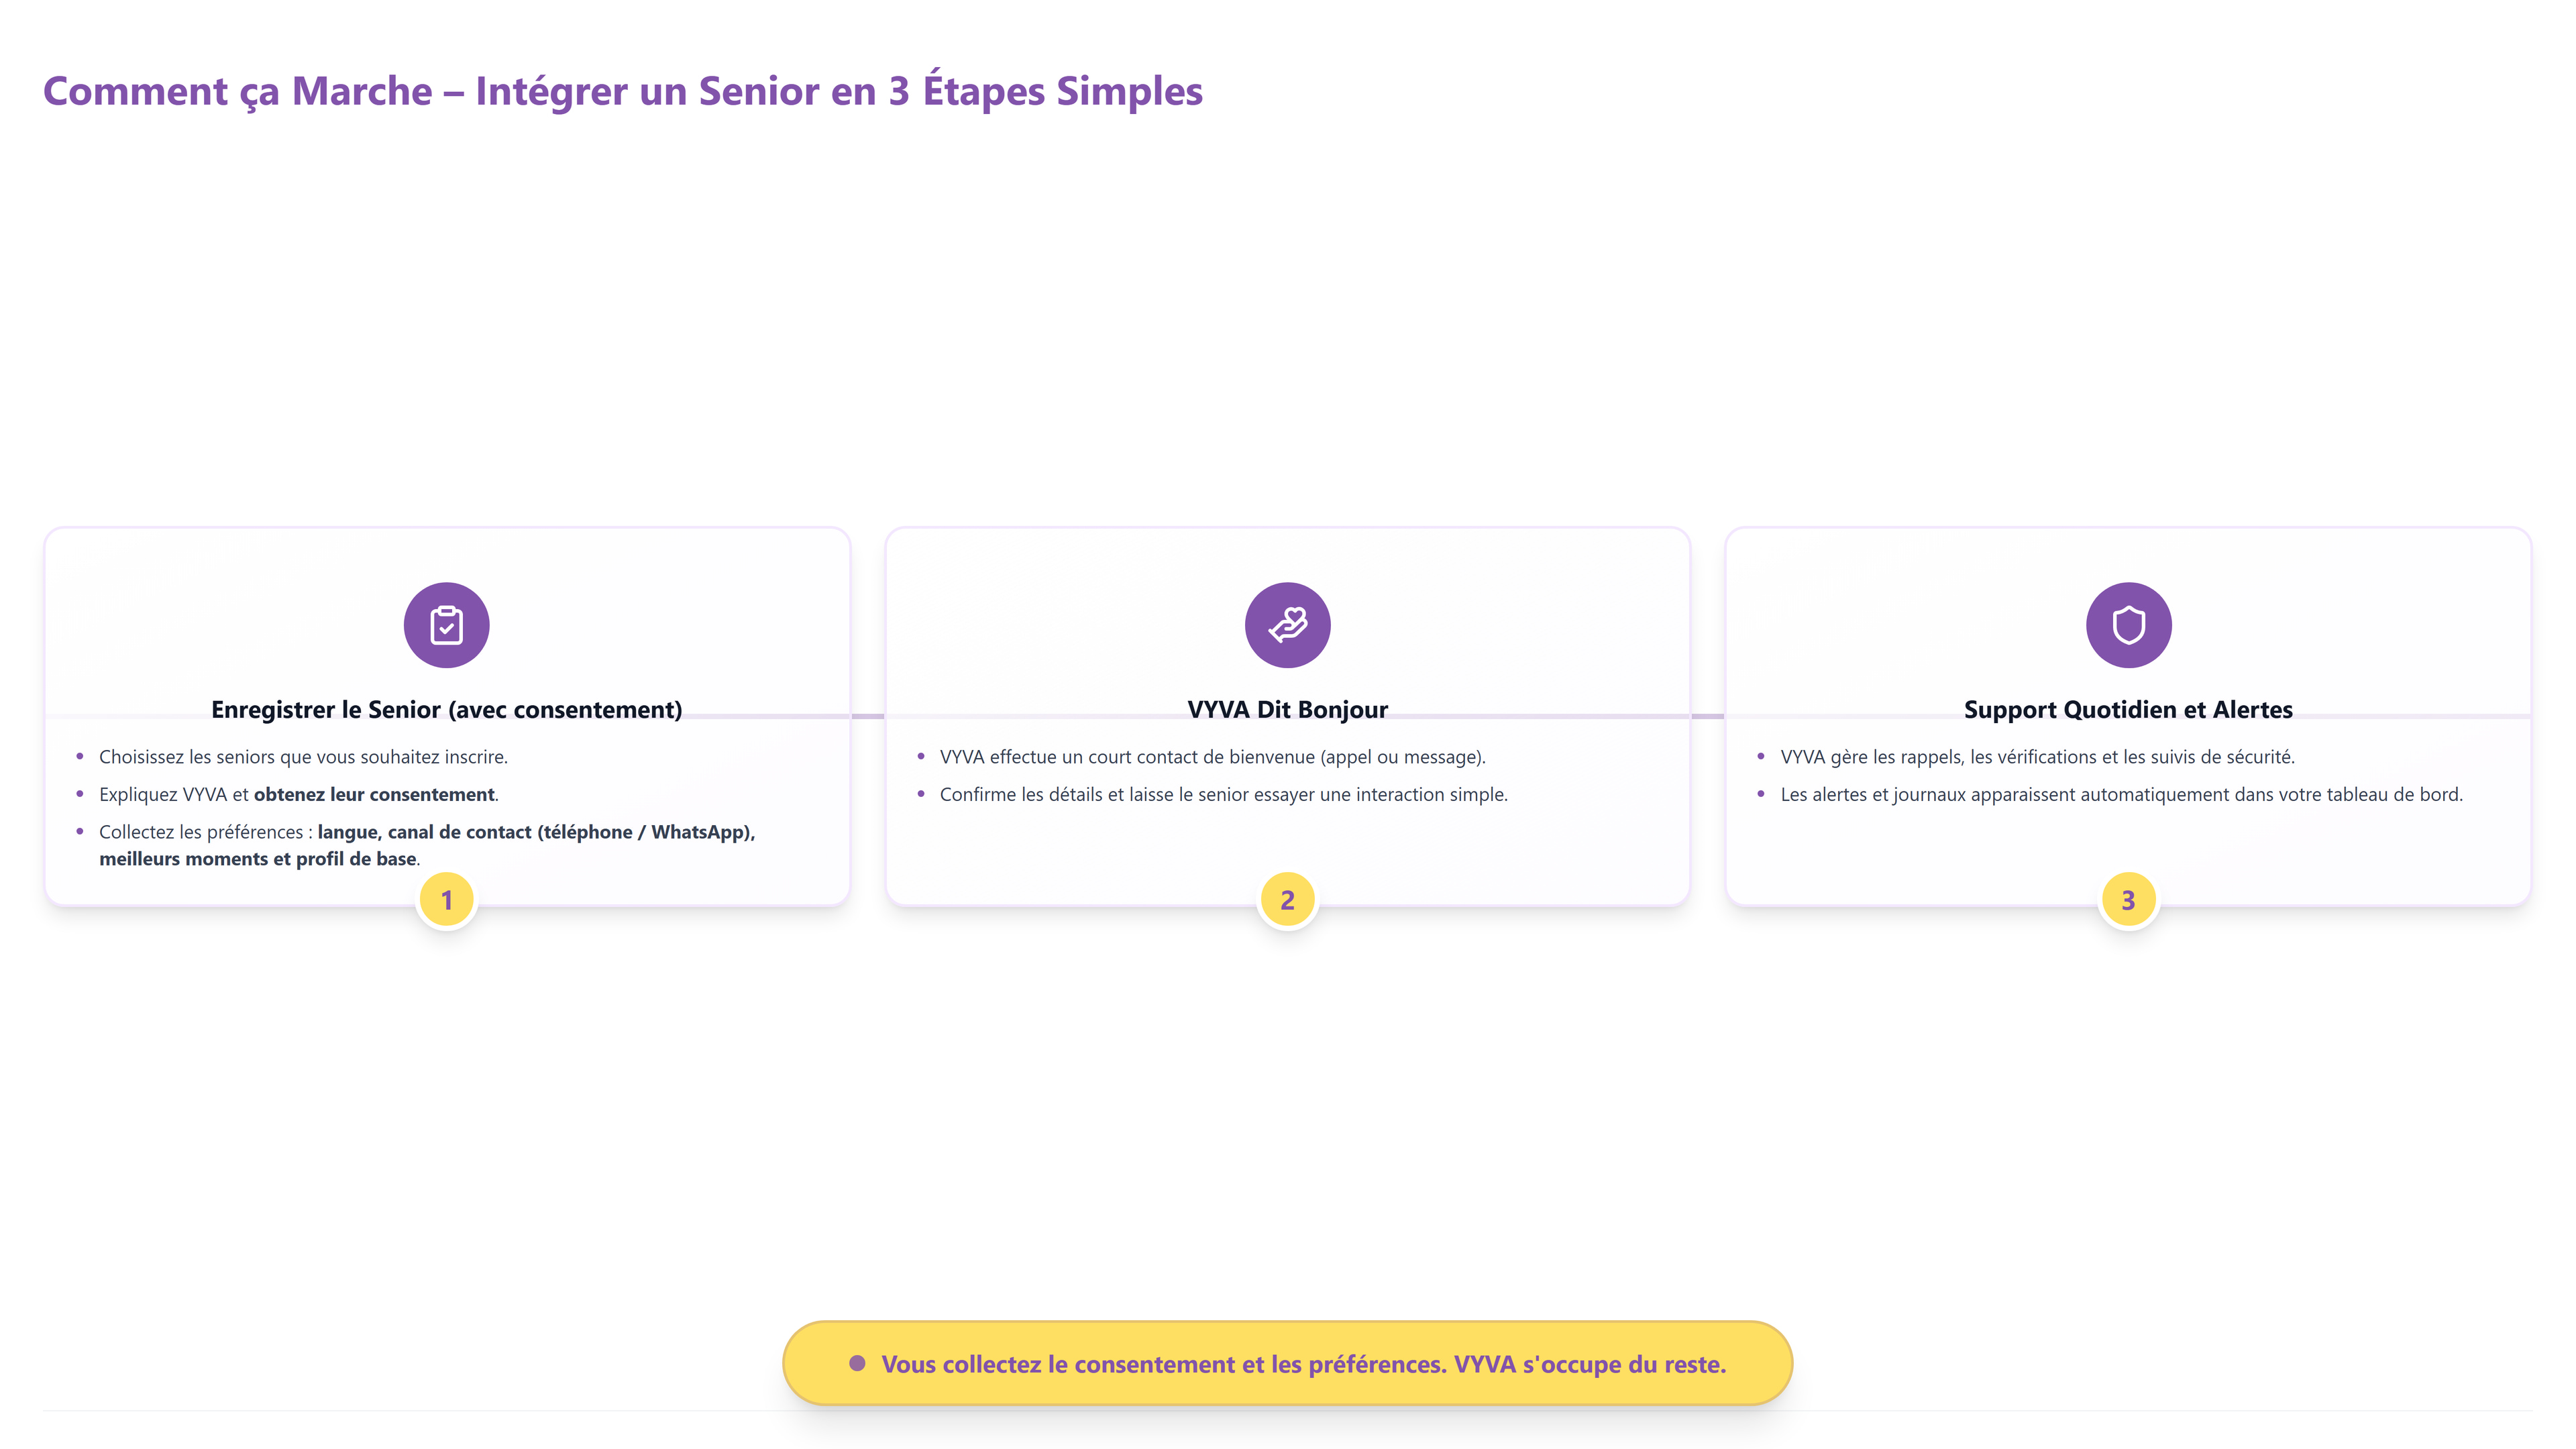 Comment ça Marche – Intégrer un Senior en 3 Étapes Simples
Enregistrer le Senior (avec consentement)
• Choisissez les seniors que vous souhaitez inscrire.
• Expliquez VYVA et obtenez leur consentement.
• Collectez les préférences : langue, canal de contact (téléphone / WhatsApp),
meilleurs moments et profil de base.
1
VYVA Dit Bonjour
• VYVA effectue un court contact de bienvenue (appel ou message).
• Confirme les détails et laisse le senior essayer une interaction simple.
2
Support Quotidien et Alertes
• VYVA gère les rappels, les vérifications et les suivis de sécurité.
• Les alertes et journaux apparaissent automatiquement dans votre tableau de bord.
3
Vous collectez le consentement et les préférences. VYVA s'occupe du reste.